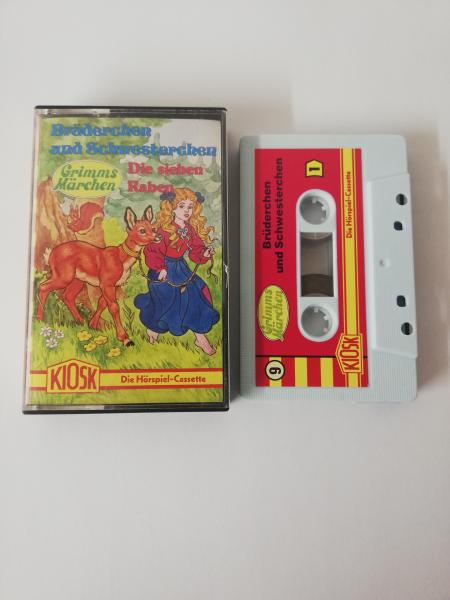 Brüderchen
und Schwesterchen
Grimms
Märchen
Die sieben
Raben
KIOSK
Die Hörspiel-Cassette
Brüderchen
und Schwesterchen
1
Grimms
Märchen
9
KIOSK
Die Hörspiel-Cassette